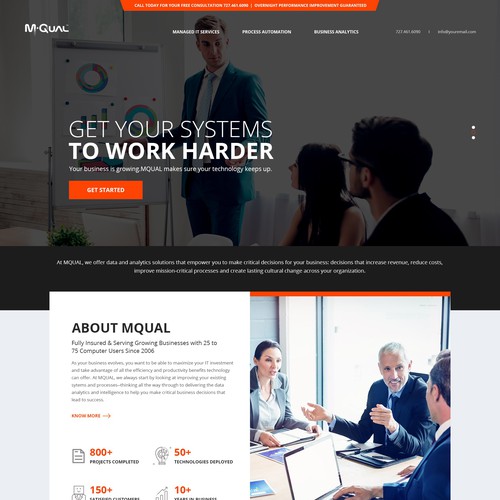 CALL TODAY FOR YOUR FREE CONSULTATION 727.461.6090 | OVERNIGHT PERFORMANCE IMPROVEMENT GUARANTEED
M·QUAL
MANAGED IT SERVICES PROCESS AUTOMATION BUSINESS ANALYTICS 727.461.6090 | info@youremail.com
GET YOUR SYSTEMS
TO WORK HARDER
Your business is growing.MQUAL makes sure your technology keeps up.
GET STARTED
At MQUAL, we offer data and analytics solutions that empower you to make critical decisions for your business: decisions that increase revenue, reduce costs,
improve mission-critical processes and create lasting cultural change across your organization.
ABOUT MQUAL
Fully Insured & Serving Growing Businesses with 25 to
75 Computer Users Since 2006
As your business evolves, you want to be able to maximize your IT investment
and take advantage of all the efficiency and productivity benefits technology
can offer. At MQUAL, we always start by looking at improving your existing
sytems and processes–thinking all the way through to delivering the data
analytics and intelligence to help you make critical business decisions that
lead to success.
KNOW MORE
800+
PROJECTS COMPLETED
50+
TECHNOLOGIES DEPLOYED
150+
SATISFIED CUSTOMERS
10+
YEARS IN BUSINESS